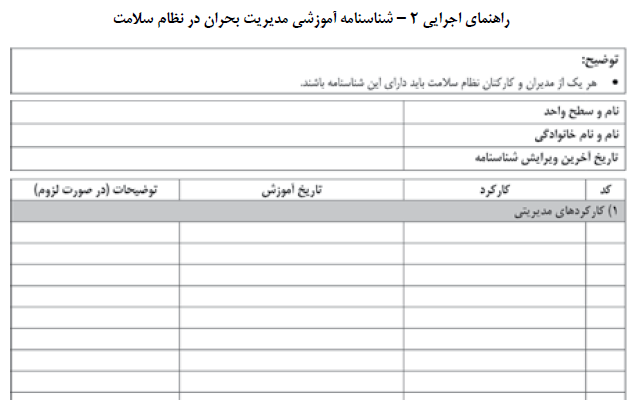 راهنمای اجرایی ۲ – شناسنامه آموزشی مدیریت بحران در نظام سلامت
توضیح:
• هر یک از مدیران و کارکنان نظام سلامت باید دارای این شناسنامه باشند.
نام و سطح واحد
نام و نام خانوادگی
تاریخ آخرین ویرایش شناسنامه
کد کارکرد تاریخ آموزش توضیحات (در صورت لزوم)
۱) کارکردهای مدیریتی